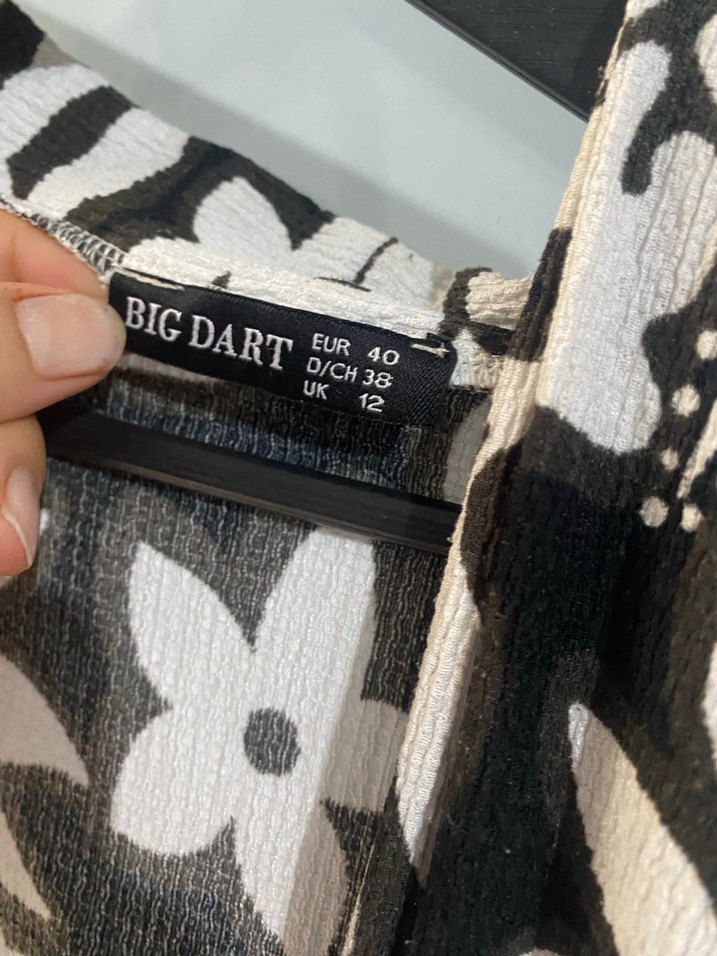 BIG DART
EUR 40
D/CH 38
UK 12